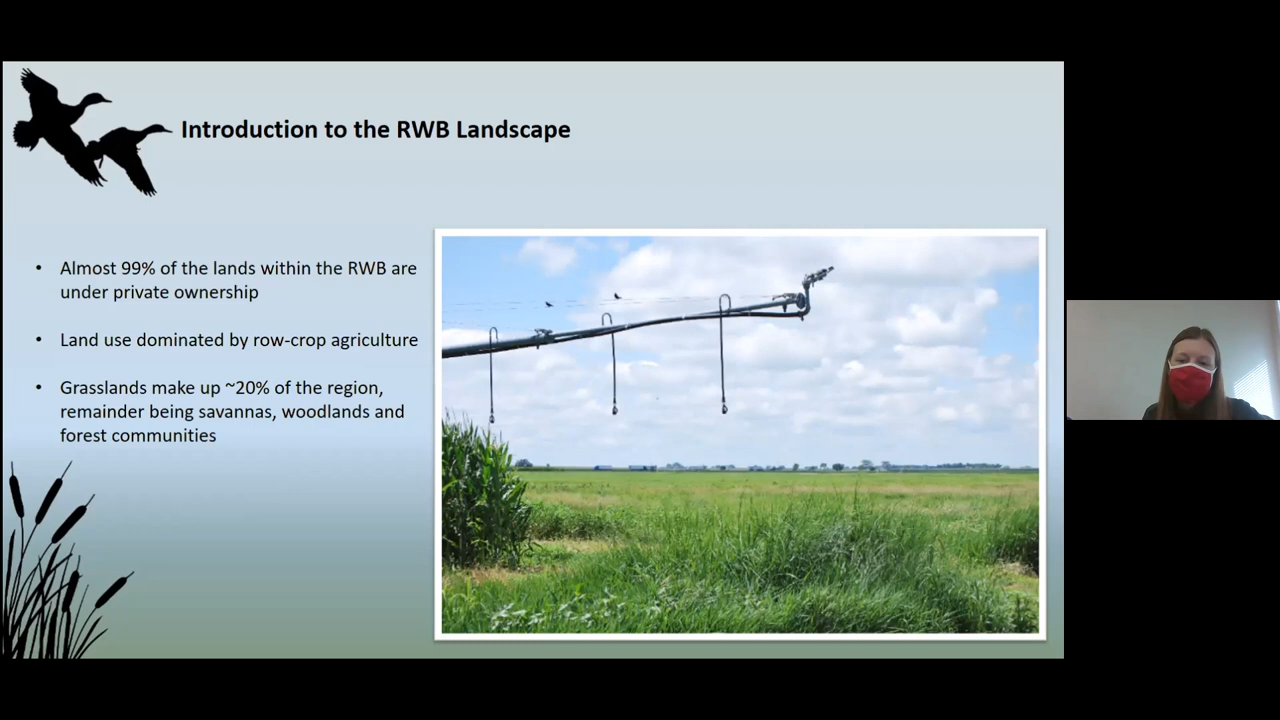 Introduction to the RWB Landscape
• Almost 99% of the lands within the RWB are
under private ownership
• Land use dominated by row-crop agriculture
• Grasslands make up ~20% of the region,
remainder being savannas, woodlands and
forest communities